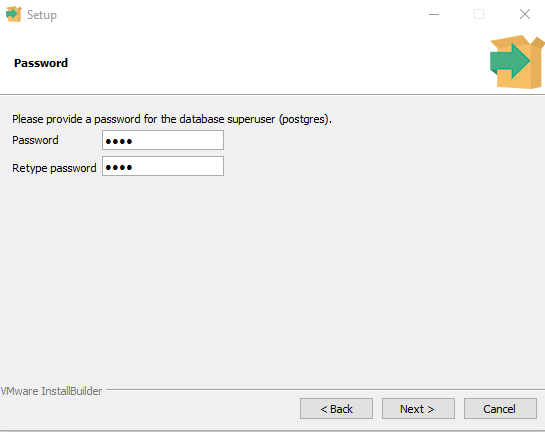 Setup
Password
Please provide a password for the database superuser (postgres).
Password ••••
Retype password ••••
VMware InstallBuilder
< Back Next > Cancel